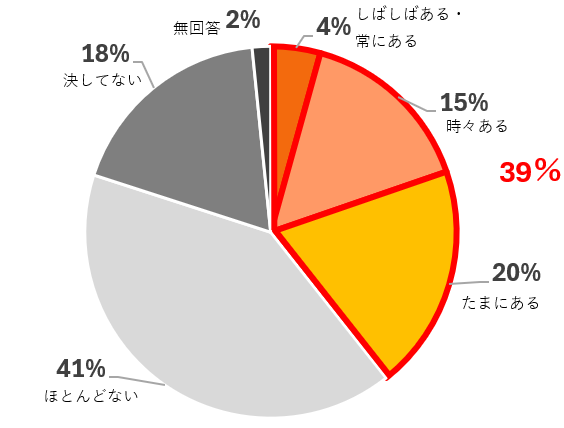 無回答 2%
4% しばしばある・
常にある
18%
決してない
15%
時々ある
39%
20%
たまにある
41%
ほとんどない